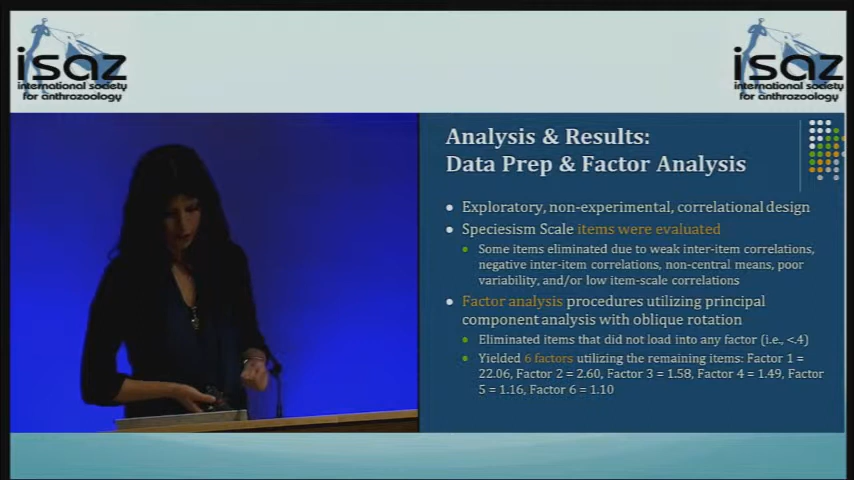 isaz
international society
for anthrozoology
isaz
international society
for anthrozoology
Analysis & Results:
Data Prep & Factor Analysis
Exploratory, non-experimental, correlational design
Speciesism Scale items were evaluated
Some items eliminated due to weak inter-item correlations,
negative inter-item correlations, non-central means, poor
variability, and/or low item-scale correlations
Factor analysis procedures utilizing principal
component analysis with oblique rotation
Eliminated items that did not load into any factor (i.e., <.4)
Yielded 6 factors utilizing the remaining items: Factor 1 =
22.06, Factor 2 = 2.60, Factor 3 = 1.58, Factor 4 = 1.49, Factor
5 = 1.16, Factor 6 = 1.10